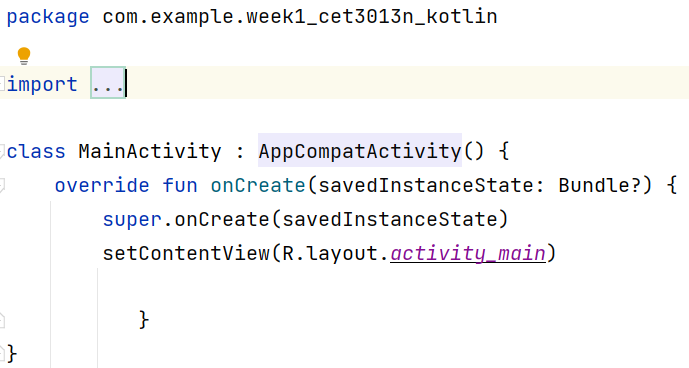 package com.example.week1_cet3013n_kotlin
import ...
class MainActivity : AppCompatActivity() {
override fun onCreate(savedInstanceState: Bundle?) {
super.onCreate(savedInstanceState)
setContentView(R.layout.activity_main)
}
}